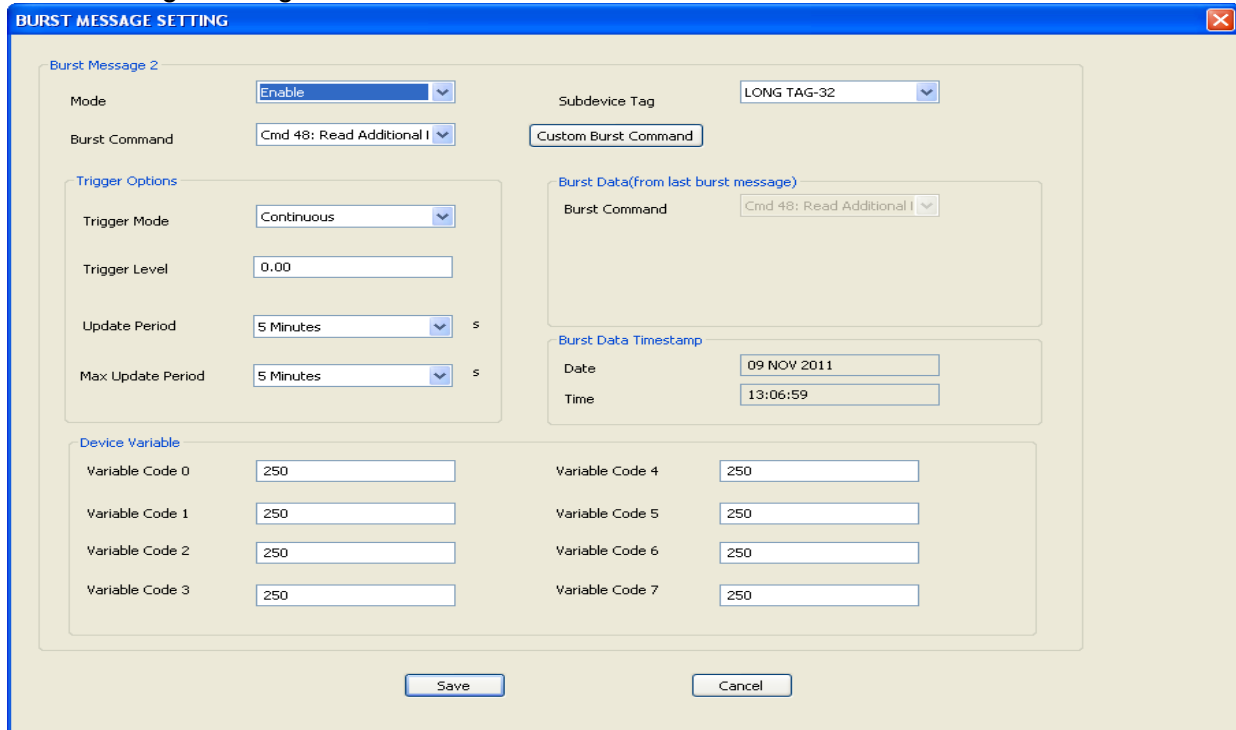 BURST MESSAGE SETTING
Burst Message 2
Mode Enable Subdevice Tag LONG TAG-32
Burst Command Cmd 48: Read Additional I Custom Burst Command
Trigger Options
Trigger Mode Continuous
Trigger Level 0.00
Update Period 5 Minutes s
Max Update Period 5 Minutes s
Burst Data(from last burst message)
Burst Command Cmd 48: Read Additional I
Burst Data Timestamp
Date 09 NOV 2011
Time 13:06:59
Device Variable
Variable Code 0 250 Variable Code 4 250
Variable Code 1 250 Variable Code 5 250
Variable Code 2 250 Variable Code 6 250
Variable Code 3 250 Variable Code 7 250
Save Cancel